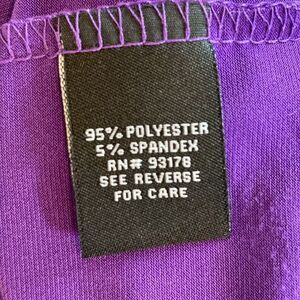 95% POLYESTER
5% SPANDEX
RN# 93178
SEE REVERSE
FOR CARE